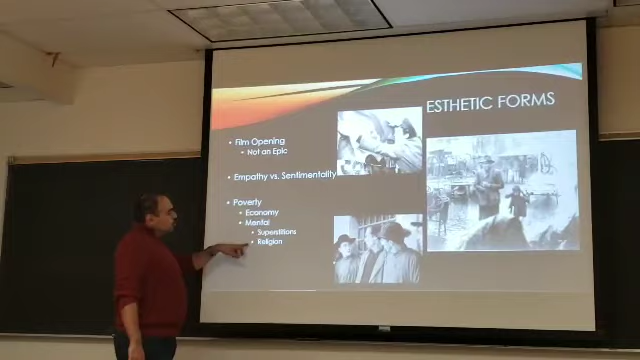 ESTHETIC FORMS
• Film Opening
• Not an Epic
• Empathy vs. Sentimentality
• Poverty
• Economy
• Mental
• Superstitions
• Religion